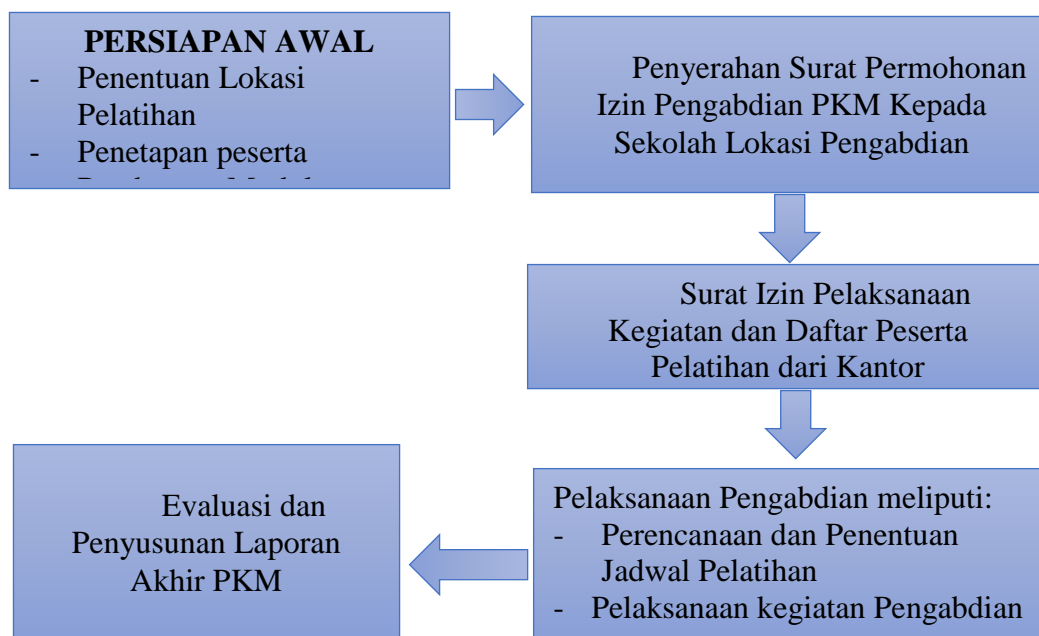 PERSIAPAN AWAL
- Penentuan Lokasi
Pelatihan
- Penetapan peserta
Penyerahan Surat Permohonan
Izin Pengabdian PKM Kepada
Sekolah Lokasi Pengabdian
Surat Izin Pelaksanaan
Kegiatan dan Daftar Peserta
Pelatihan dari Kantor
Pelaksanaan Pengabdian meliputi:
- Perencanaan dan Penentuan
Jadwal Pelatihan
- Pelaksanaan kegiatan Pengabdian
Evaluasi dan
Penyusunan Laporan
Akhir PKM